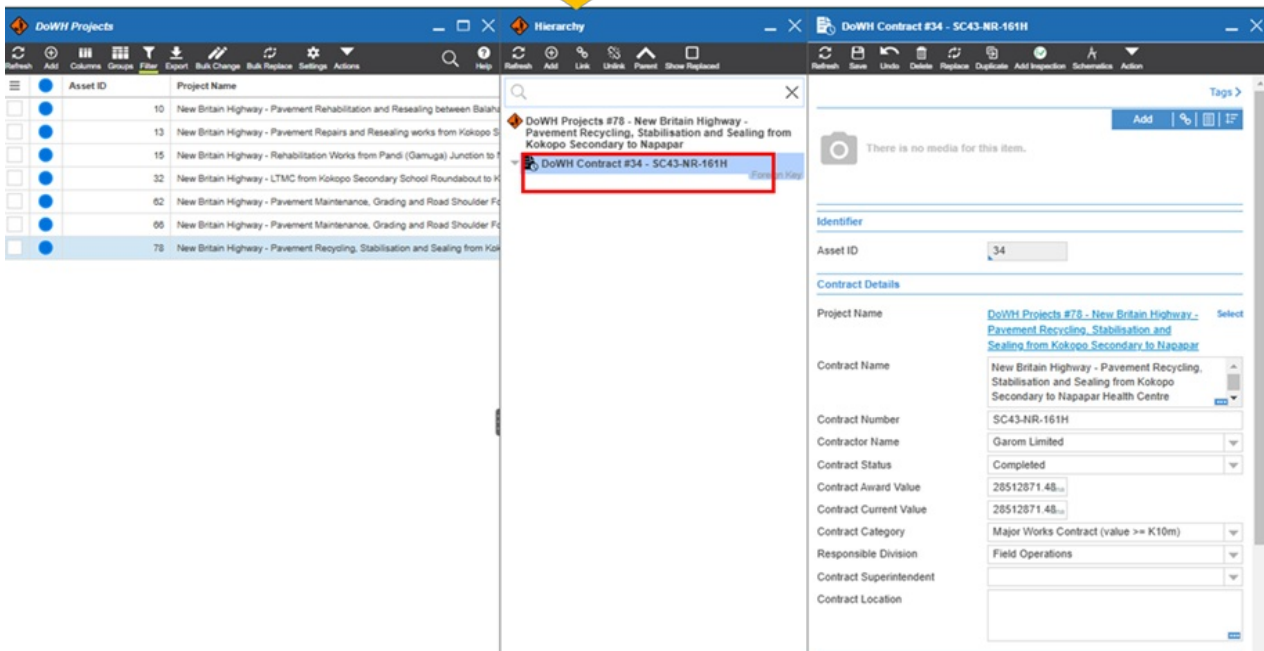 DoWH Projects
Refresh Add Columns Groups Filter Export Bulk Change Bulk Replace Settings Actions Help
Asset ID Project Name
10 New Britain Highway - Pavement Rehabilitation and Resealing between Balaha
13 New Britain Highway - Pavement Repairs and Resealing works from Kokopo S
15 New Britain Highway - Rehabilitation Works from Pandi (Gamuga) Junction to
32 New Britain Highway - LTMC from Kokopo Secondary School Roundabout to K
62 New Britain Highway - Pavement Maintenance, Grading and Road Shoulder Fo
66 New Britain Highway - Pavement Maintenance, Grading and Road Shoulder Fo
78 New Britain Highway - Pavement Recycling, Stabilisation and Sealing from Kok
Hierarchy
Refresh Add Link Unlink Parent Show Replaced
DoWH Projects #78 - New Britain Highway -
Pavement Recycling, Stabilisation and Sealing from
Kokopo Secondary to Napapar
DoWH Contract #34 - SC43-NR-161H
Foreign Key
DoWH Contract #34 - SC43-NR-161H
Refresh Save Undo Delete Replace Duplicate Add Inspection Schematics Action
Tags >
Add
There is no media for this item.
Identifier
Asset ID 34
Contract Details
Project Name DoWH Projects #78 - New Britain Highway - Select
Pavement Recycling, Stabilisation and
Sealing from Kokopo Secondary to Napapar
Contract Name New Britain Highway - Pavement Recycling,
Stabilisation and Sealing from Kokopo
Secondary to Napapar Health Centre
Contract Number SC43-NR-161H
Contractor Name Garom Limited
Contract Status Completed
Contract Award Value 28512871.48
Contract Current Value 28512871.48
Contract Category Major Works Contract (value >= K10m)
Responsible Division Field Operations
Contract Superintendent
Contract Location